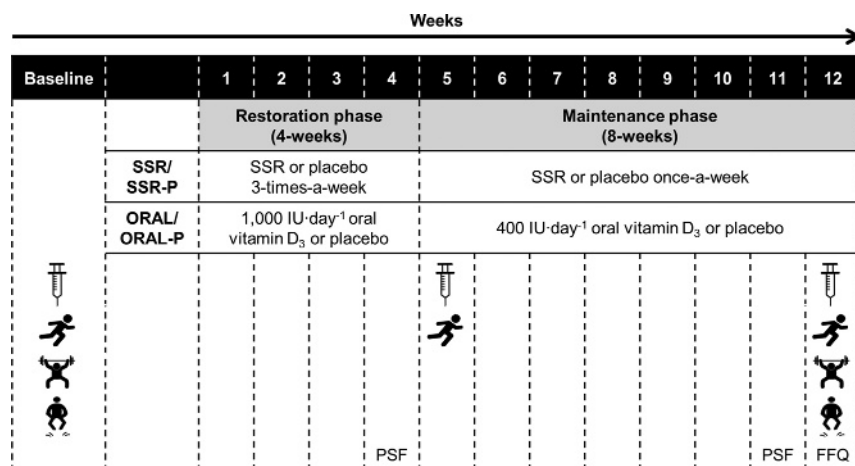 Weeks
Baseline 1 2 3 4 5 6 7 8 9 10 11 12
Restoration phase
(4-weeks)
Maintenance phase
(8-weeks)
SSR/
SSR-P
SSR or placebo
3-times-a-week
SSR or placebo once-a-week
ORAL/
ORAL-P
1,000 IU·day⁻¹ oral
vitamin D₃ or placebo
400 IU·day⁻¹ oral vitamin D₃ or placebo
PSF PSF FFQ